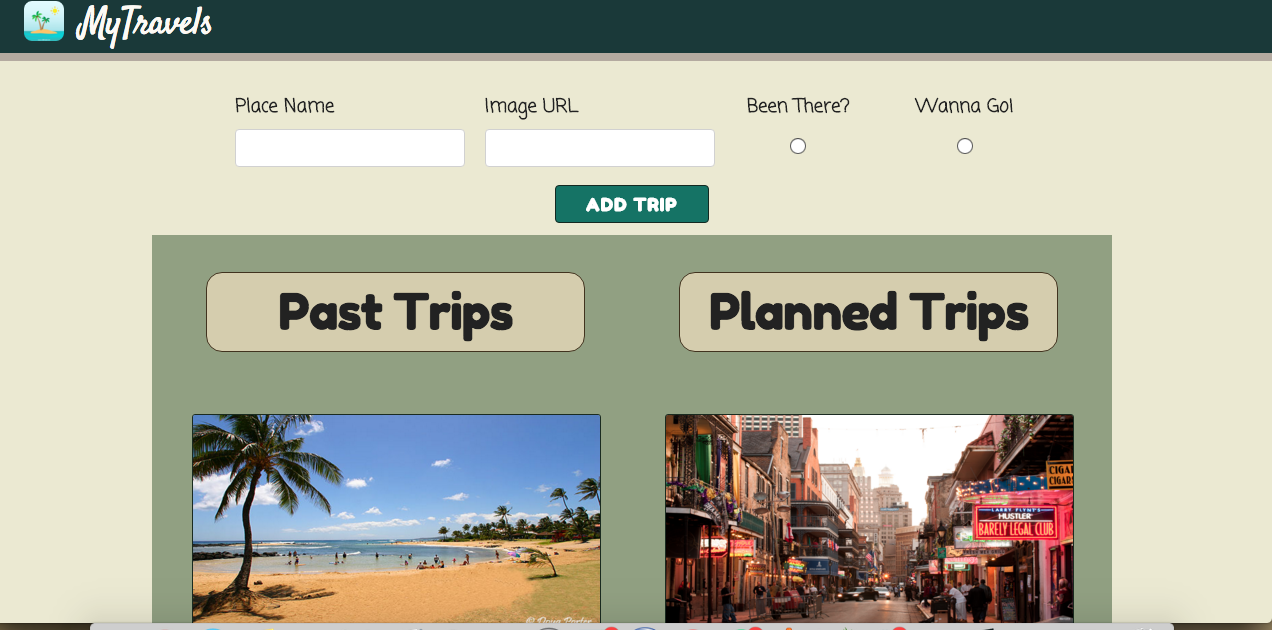 MyTravels
Place Name
Image URL
Been There?
Wanna Go!
ADD TRIP
Past Trips
Planned Trips
CIGAR
CIGARS
LARRY FLYNT'S
HUSTLER
BARELY LEGAL CLUB